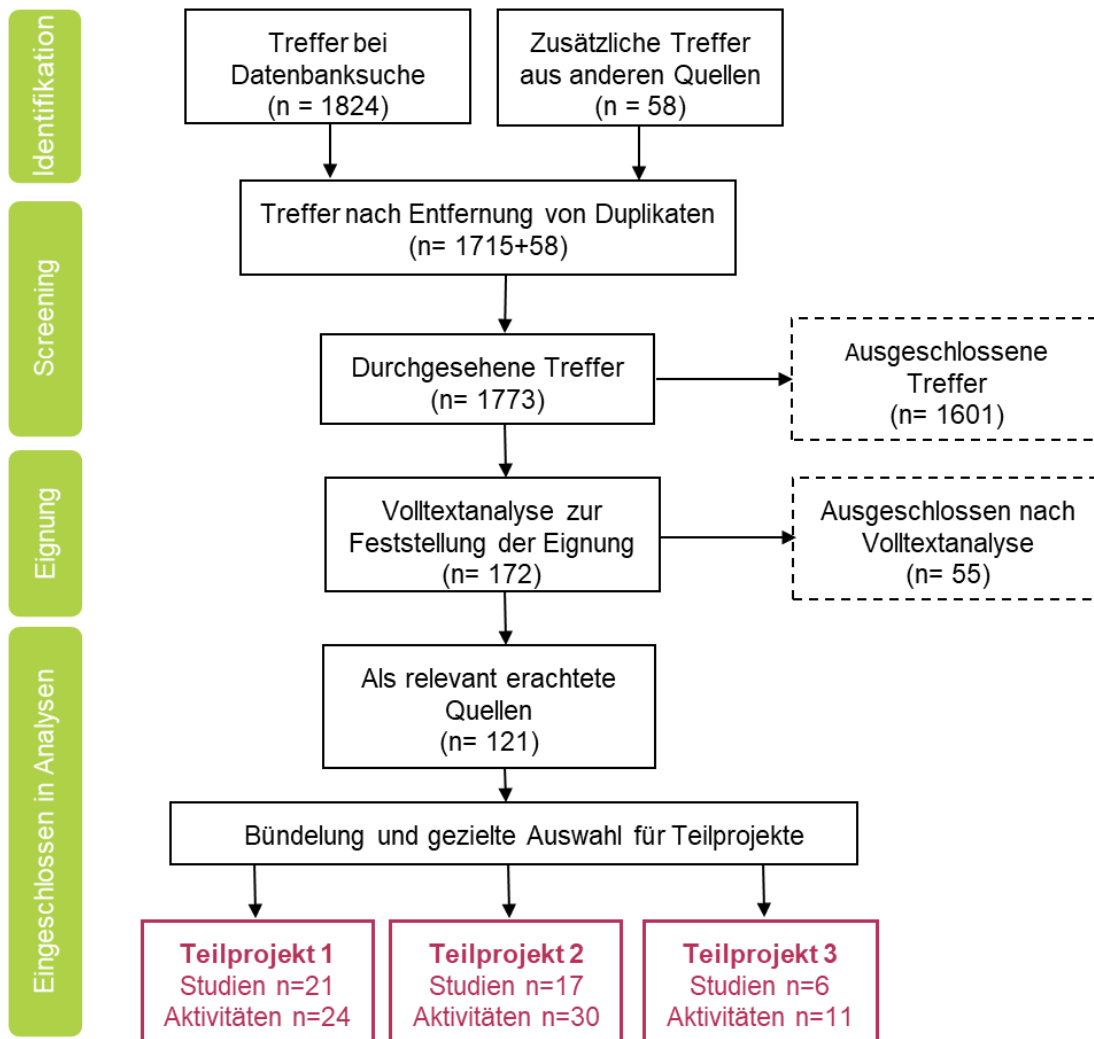 Identifikation
Treffer bei
Datenbanksuche
(n = 1824)
Zusätzliche Treffer
aus anderen Quellen
(n = 58)
Screening
Treffer nach Entfernung von Duplikaten
(n= 1715+58)
Durchgesehene Treffer
(n= 1773)
Ausgeschlossene
Treffer
(n= 1601)
Eignung
Volltextanalyse zur
Feststellung der Eignung
(n= 172)
Ausgeschlossen nach
Volltextanalyse
(n= 55)
Eingeschlossen in Analysen
Als relevant erachtete
Quellen
(n= 121)
Bündelung und gezielte Auswahl für Teilprojekte
Teilprojekt 1
Studien n=21
Aktivitäten n=24
Teilprojekt 2
Studien n=17
Aktivitäten n=30
Teilprojekt 3
Studien n=6
Aktivitäten n=11